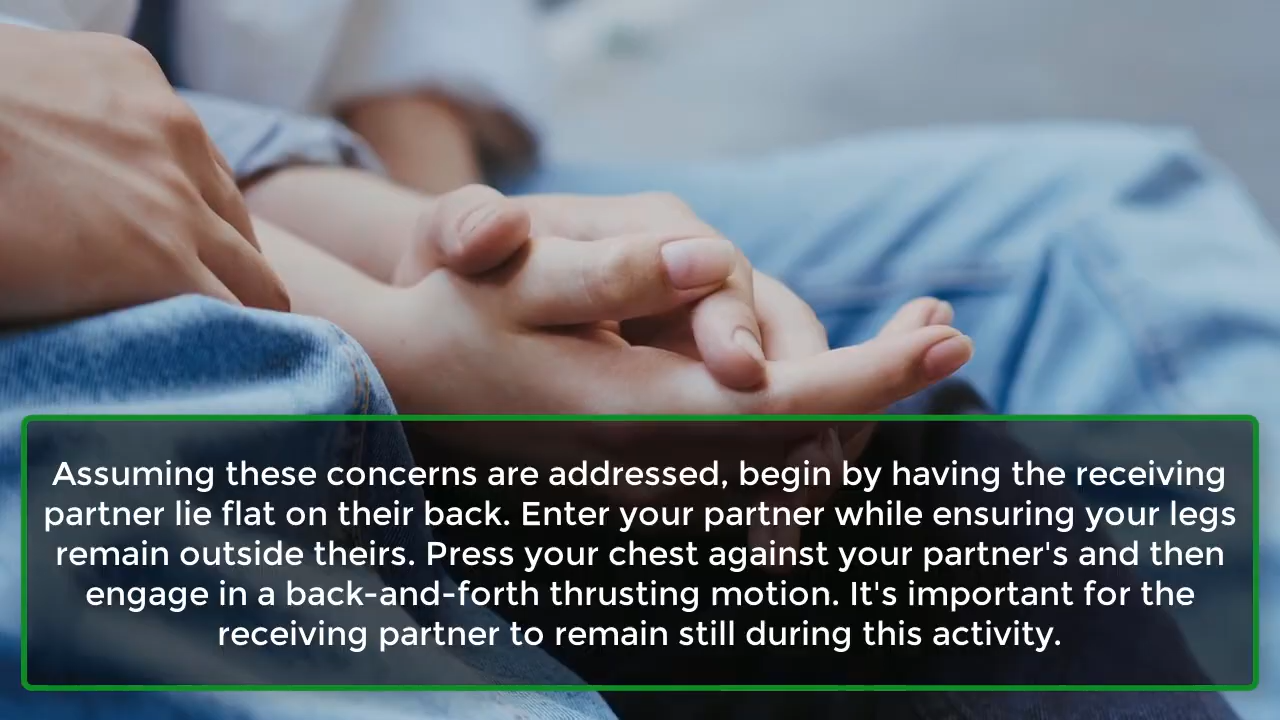 Assuming these concerns are addressed, begin by having the receiving
partner lie flat on their back. Enter your partner while ensuring your legs
remain outside theirs. Press your chest against your partner's and then
engage in a back-and-forth thrusting motion. It's important for the
receiving partner to remain still during this activity.